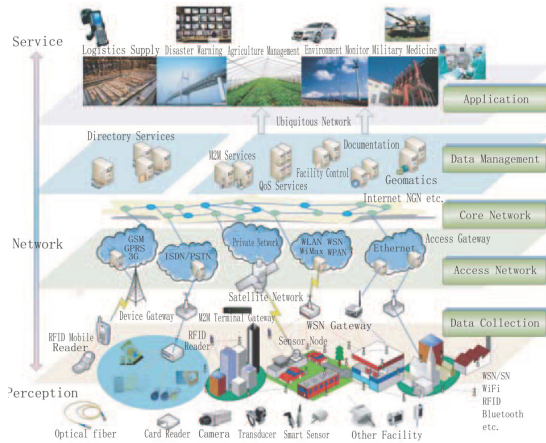 Service
Logistics Supply
Disaster Warning
Agriculture Management
Environment Monitor
Military Medicine
Application
Ubiquitous Network
Directory Services
M2M Services
QoS Services
Facility Control
Documentation
Geomatics
Data Management
Internet NGN etc.
Core Network
Network
GSM
GPRS
3G
ISDN/PSTN
Private Network
WLAN WSN
WiMax WPAN
Ethernet
Access Gateway
Access Network
Satellite Network
Device Gateway
M2M Terminal Gateway
WSN Gateway
Data Collection
RFID Mobile
Reader
RFID
Reader
Sensor Node
Perception
WSN/SN
WiFi
RFID
Bluetooth
etc.
Optical fiber
Card Reader
Camera
Transducer
Smart Sensor
Other Facility